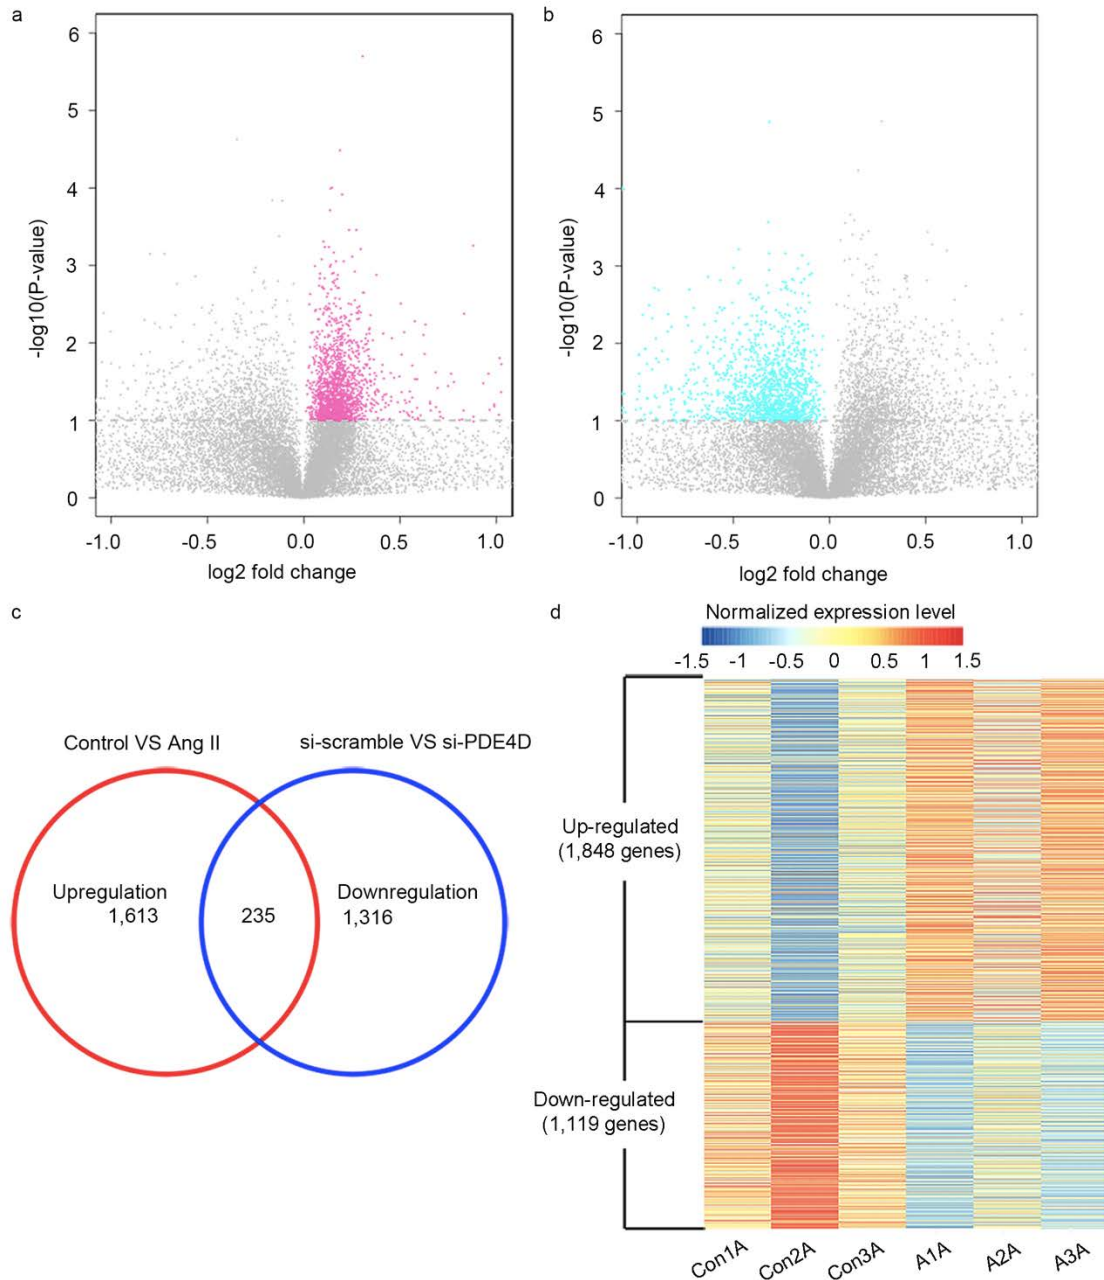 a
6
5
4
3
2
1
0
-log10(P-value)
-1.0 -0.5 0.0 0.5 1.0
log2 fold change
b
6
5
4
3
2
1
0
-log10(P-value)
-1.0 -0.5 0.0 0.5 1.0
log2 fold change
c
Control VS Ang II
si-scramble VS si-PDE4D
Upregulation
1,613
235
Downregulation
1,316
d
Normalized expression level
-1.5 -1 -0.5 0 0.5 1 1.5
Up-regulated
(1,848 genes)
Down-regulated
(1,119 genes)
Con1A Con2A Con3A A1A A2A A3A